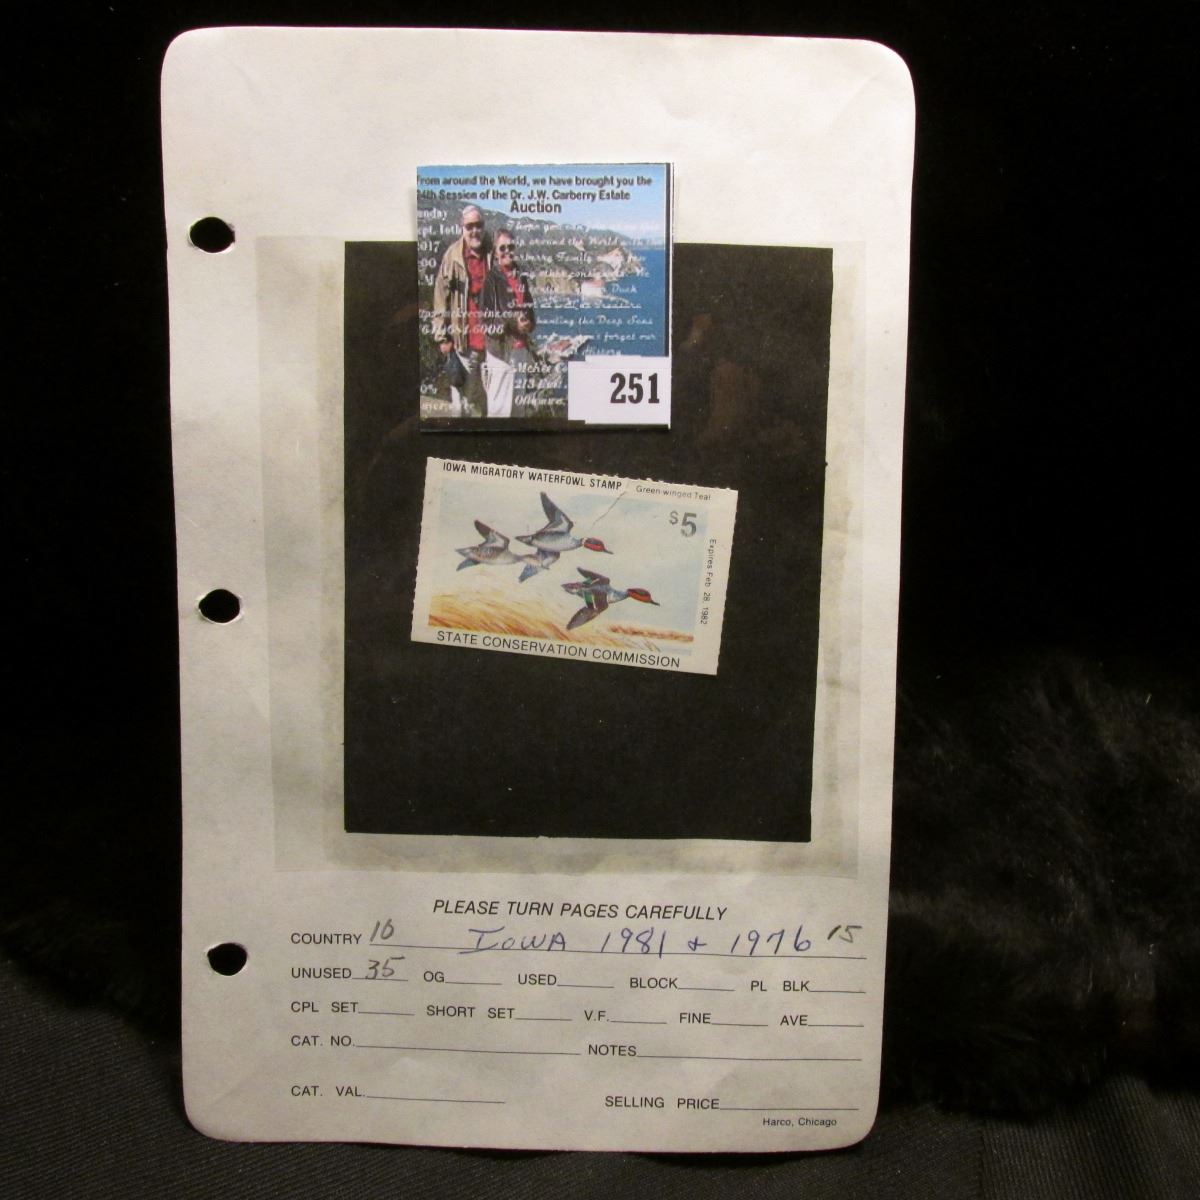 from around the World, we have brought you the
24th Session of the Dr. J.W. Carberry Estate
Auction
251
IOWA MIGRATORY WATERFOWL STAMP
Green-winged Teal
$5
Expires Feb. 28, 1982
STATE CONSERVATION COMMISSION
PLEASE TURN PAGES CAREFULLY
COUNTRY 10 IOWA 1981 & 1976 15
UNUSED 35 OG USED BLOCK PL BLK
CPL SET SHORT SET V.F. FINE AVE
CAT. NO. NOTES
CAT. VAL. SELLING PRICE
Harco, Chicago